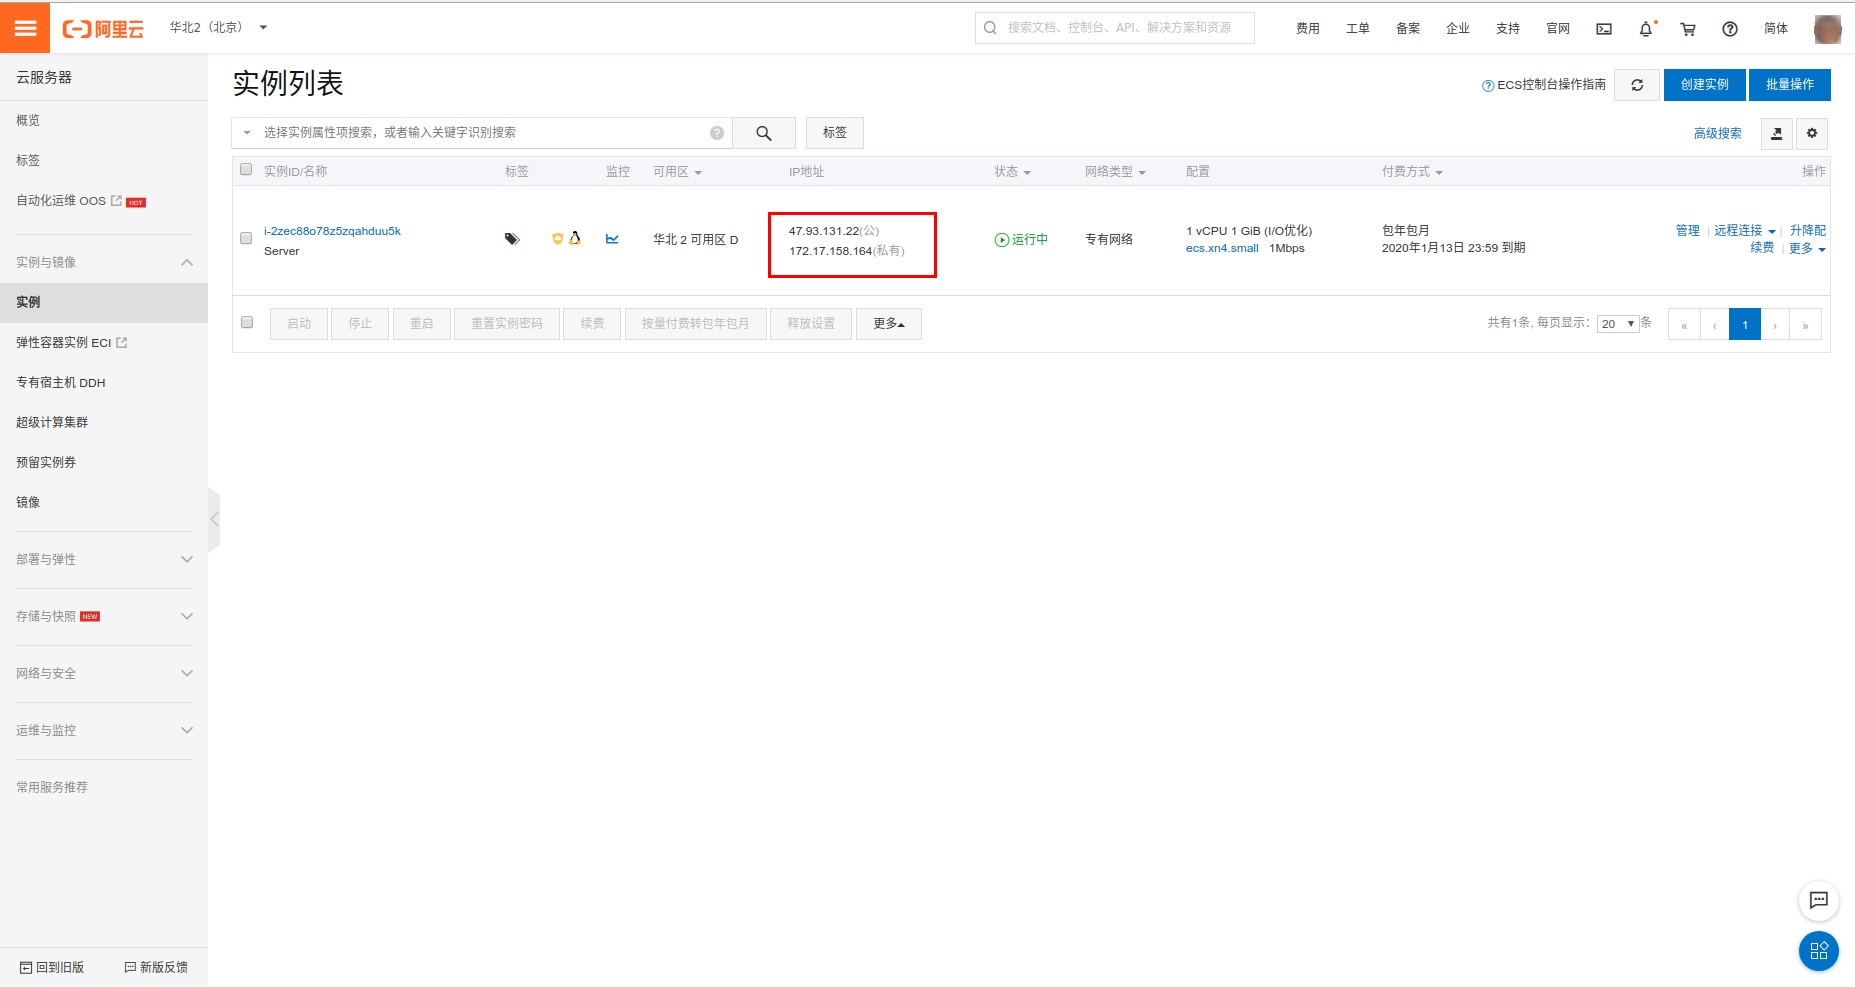 阿里云
华北2（北京）
搜索文档、控制台、API、解决方案和资源
费用 工单 备案 企业 支持 官网 简体
云服务器
概览
标签
自动化运维 OOS HOT
实例与镜像
实例
弹性容器实例 ECI
专有宿主机 DDH
超级计算集群
预留实例券
镜像
部署与弹性
存储与快照 NEW
网络与安全
运维与监控
常用服务推荐
回到旧版 新版反馈
实例列表
ECS控制台操作指南 创建实例 批量操作
选择实例属性项搜索，或者输入关键字识别搜索 标签 高级搜索
实例ID/名称 标签 监控 可用区 IP地址 状态 网络类型 配置 付费方式 操作
i-2zec88o78z5zqahduu5k
Server
华北 2 可用区 D
47.93.131.22(公)
172.17.158.164(私有)
运行中
专有网络
1 vCPU 1 GiB (I/O优化)
ecs.xn4.small 1Mbps
包年包月
2020年1月13日 23:59 到期
管理 | 远程连接 | 升降配
续费 | 更多
启动 停止 重启 重置实例密码 续费 按量付费转包年包月 释放设置 更多
共有1条, 每页显示： 20 条 « ‹ 1 › »